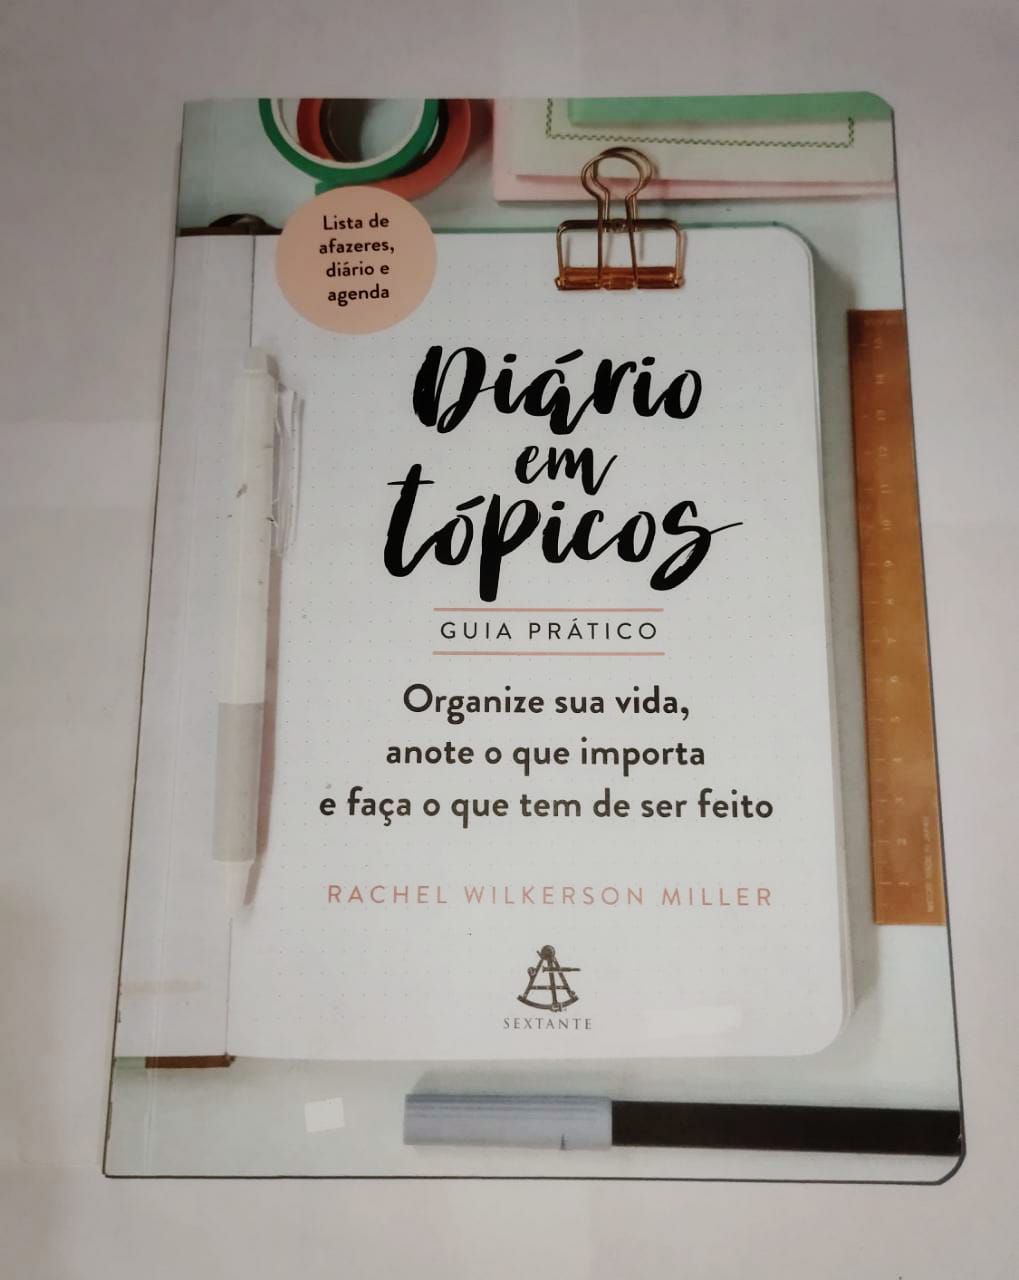 Lista de
afazeres,
diário e
agenda
Diário
em
tópicos
GUIA PRÁTICO
Organize sua vida,
anote o que importa
e faça o que tem de ser feito
RACHEL WILKERSON MILLER
SEXTANTE